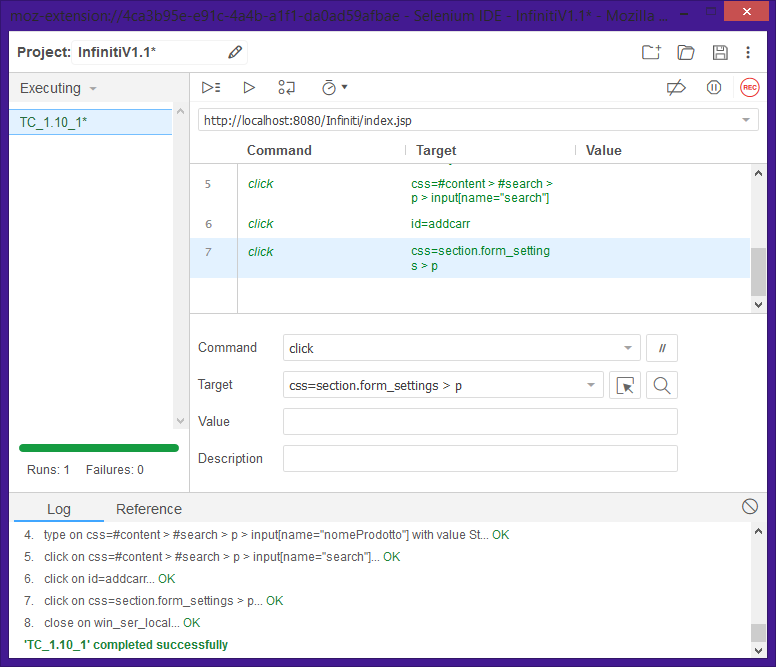 moz-extension://4ca3b95e-e91c-4a4b-a1f1-da0ad59afbae - Selenium IDE - InfinitiV1.1* - Mozilla ...
Project: InfinitiV1.1*
Executing
REC
TC_1.10_1*
http://localhost:8080/Infiniti/index.jsp
Command Target Value
5 click css=#content > #search >
p > input[name="search"]
6 click id=addcarr
7 click css=section.form_setting
s > p
Command click //
Target css=section.form_settings > p
Value
Description
Runs: 1 Failures: 0
Log Reference
4. type on css=#content > #search > p > input[name="nomeProdotto"] with value St... OK
5. click on css=#content > #search > p > input[name="search"]... OK
6. click on id=addcarr... OK
7. click on css=section.form_settings > p... OK
8. close on win_ser_local... OK
'TC_1.10_1' completed successfully